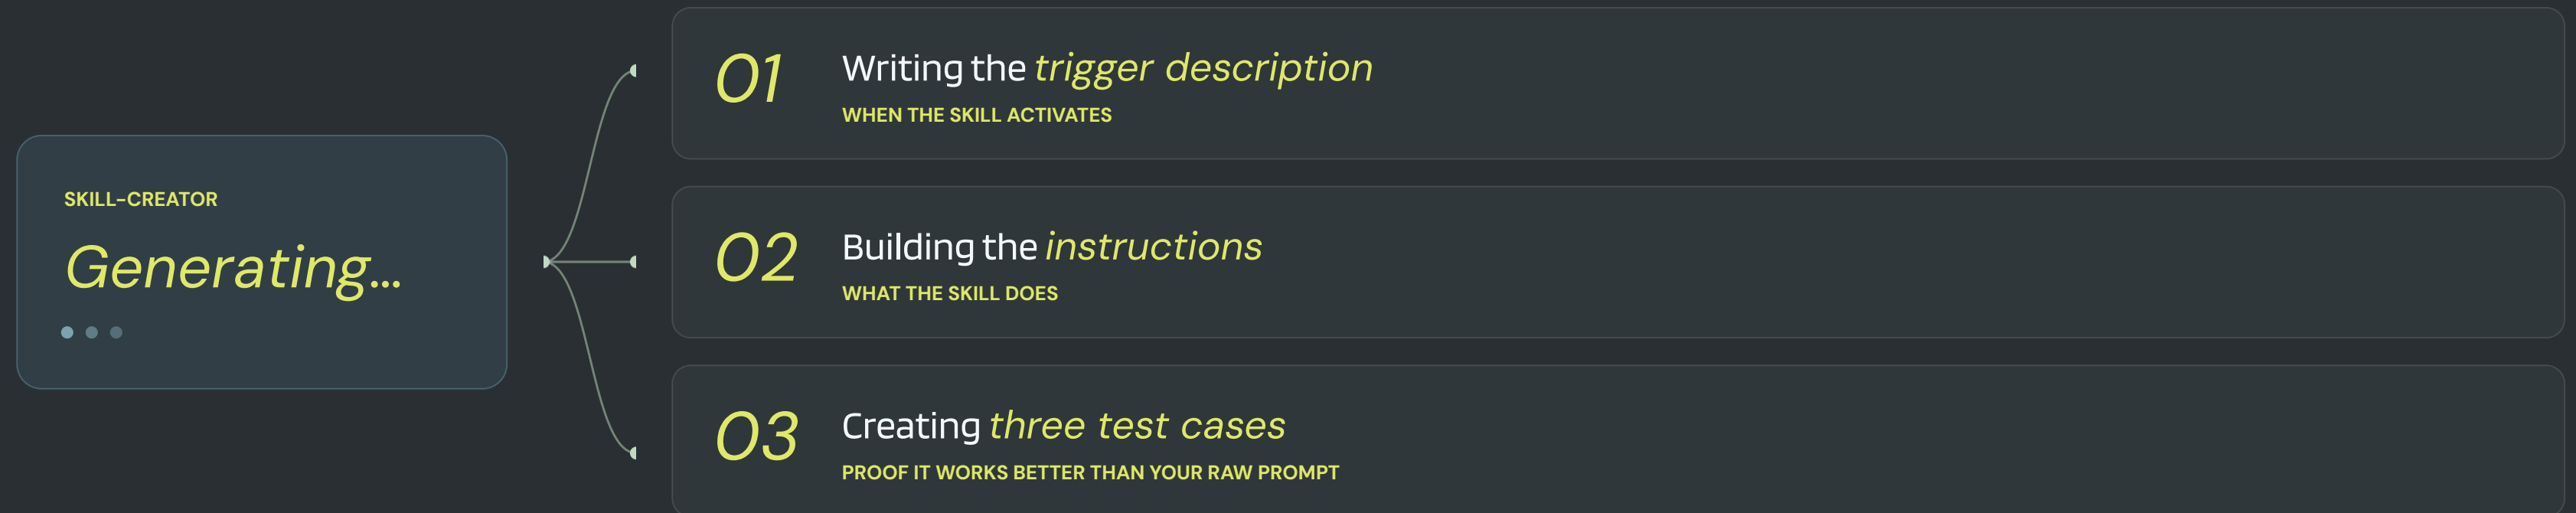 SKILL-CREATOR
Generating...
01
Writing the trigger description
WHEN THE SKILL ACTIVATES
02
Building the instructions
WHAT THE SKILL DOES
03
Creating three test cases
PROOF IT WORKS BETTER THAN YOUR RAW PROMPT